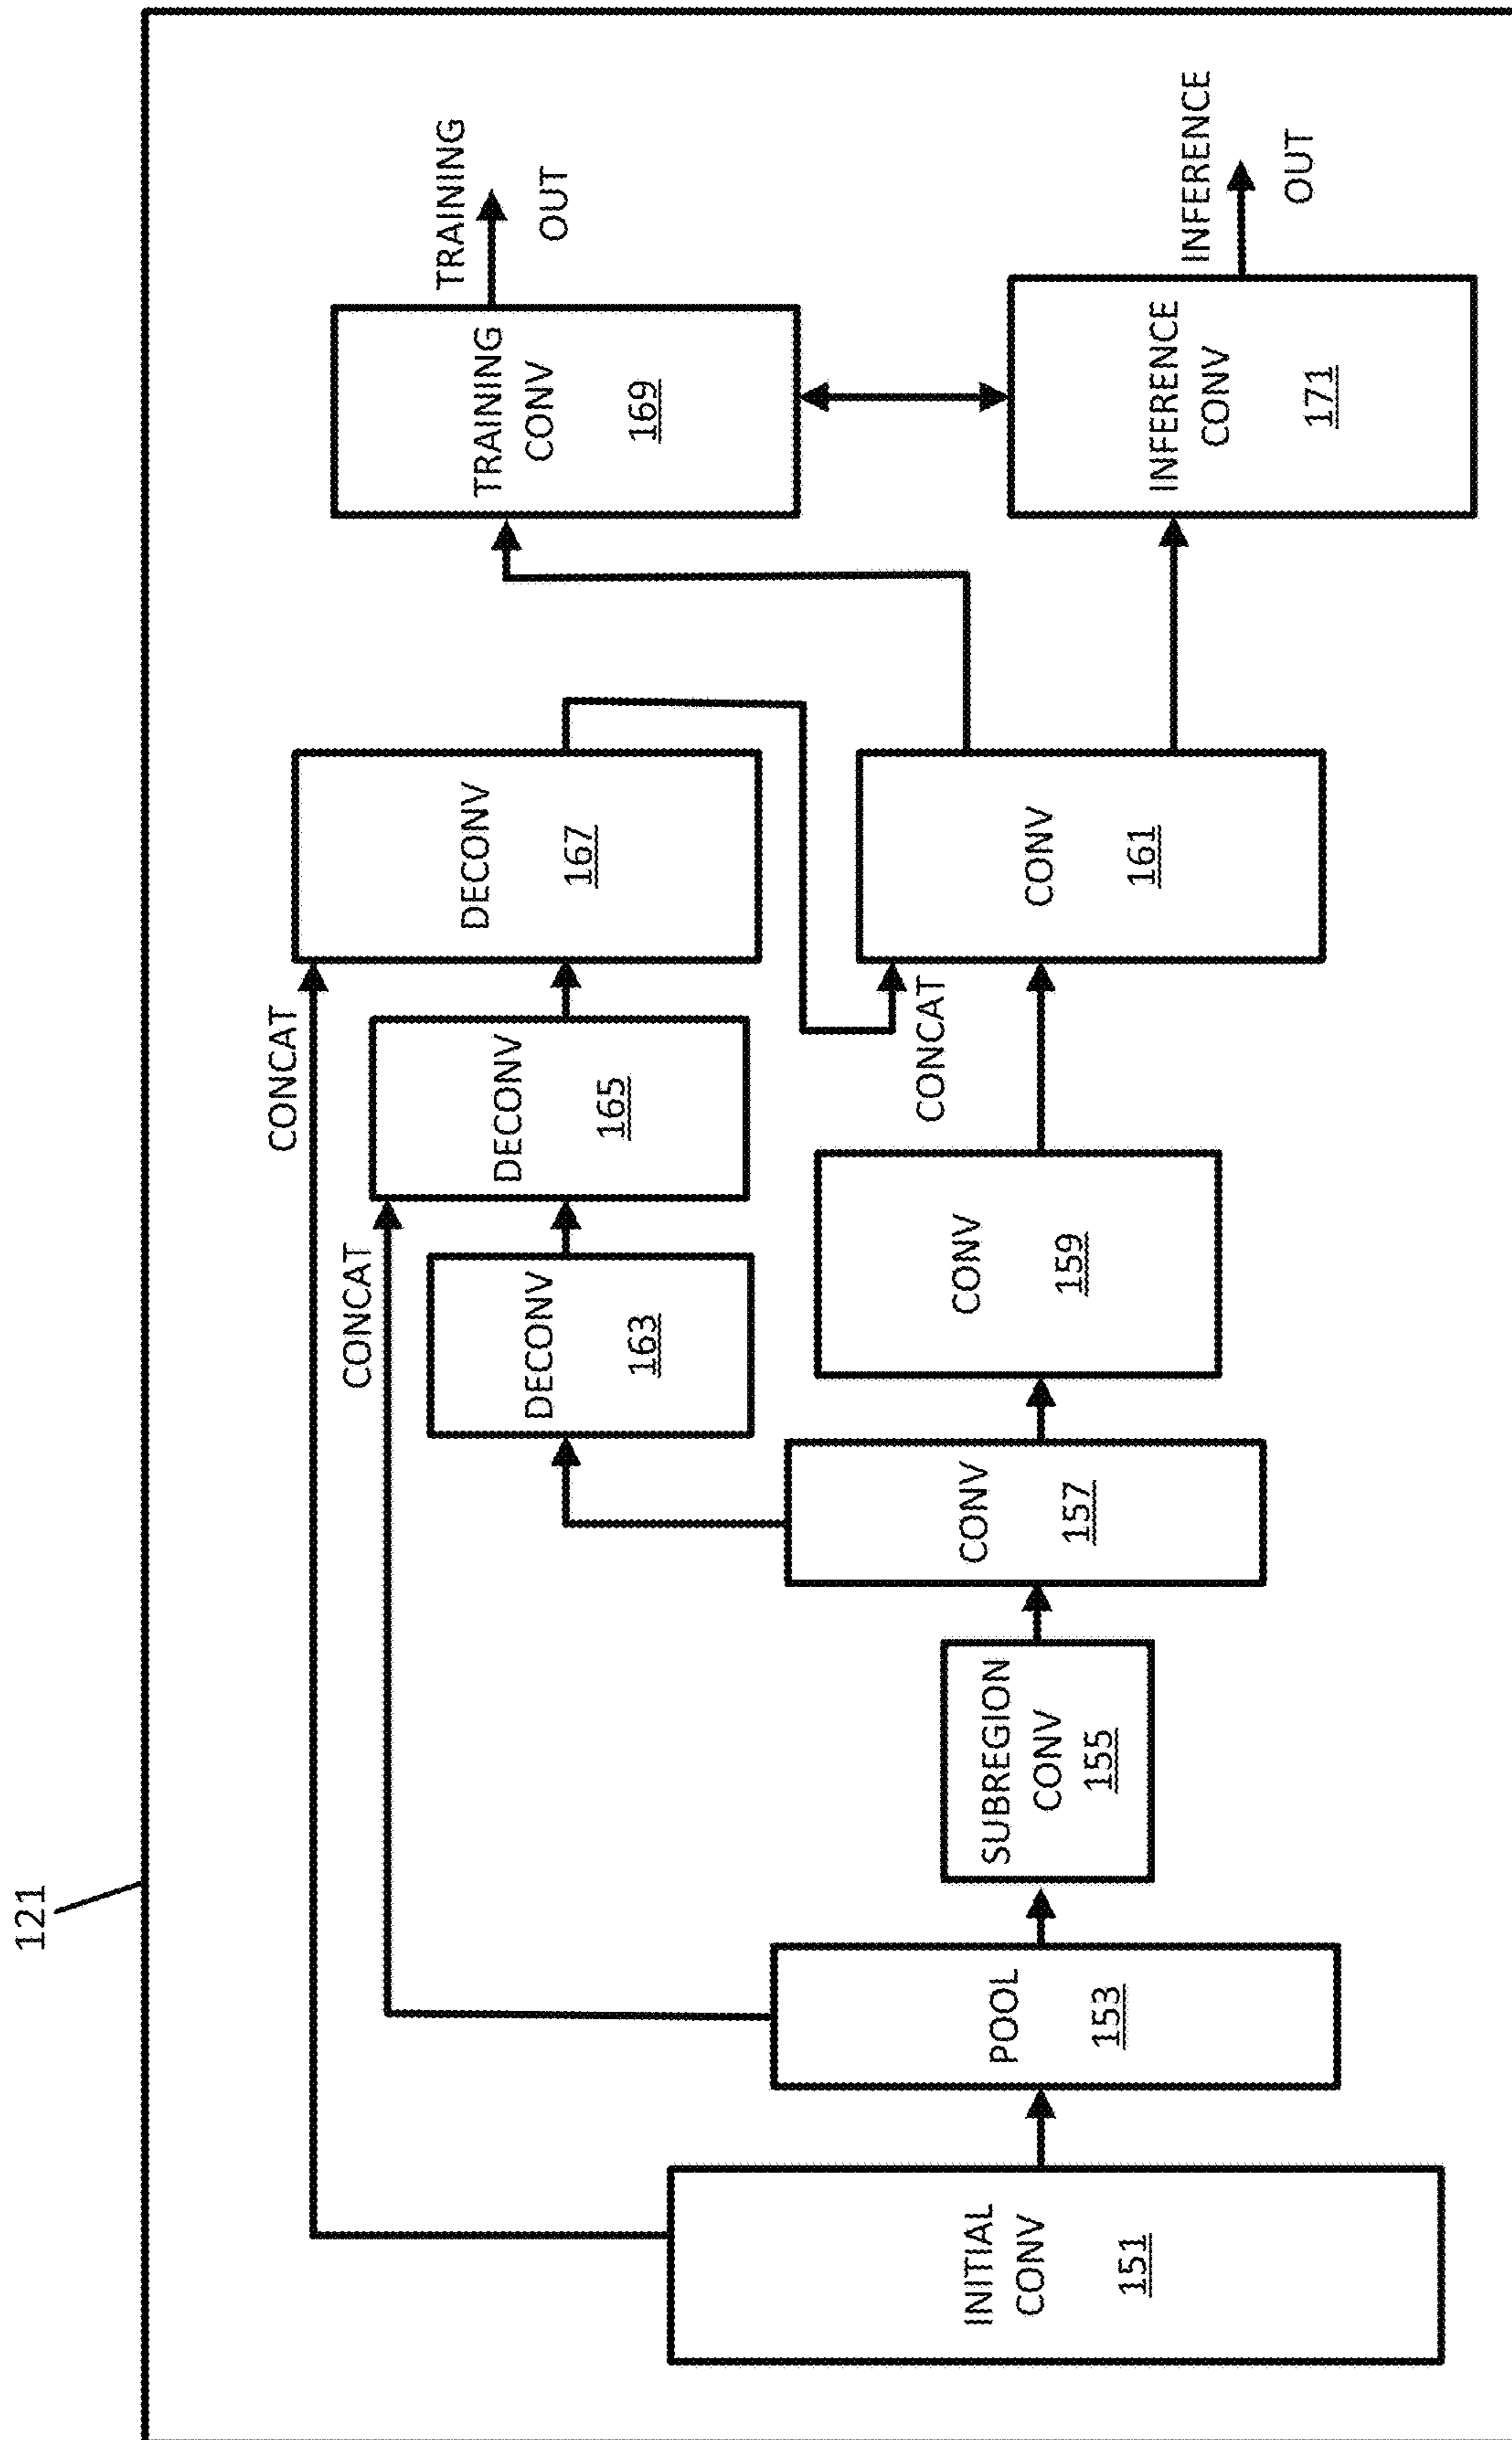 121
CONCAT
CONCAT
DECONV
163
DECONV
165
DECONV
167
TRAINING
CONV
169
TRAINING
OUT
INITIAL
CONV
151
POOL
153
SUBREGION
CONV
155
CONV
157
CONV
159
CONCAT
CONV
161
INFERENCE
CONV
171
INFERENCE
OUT